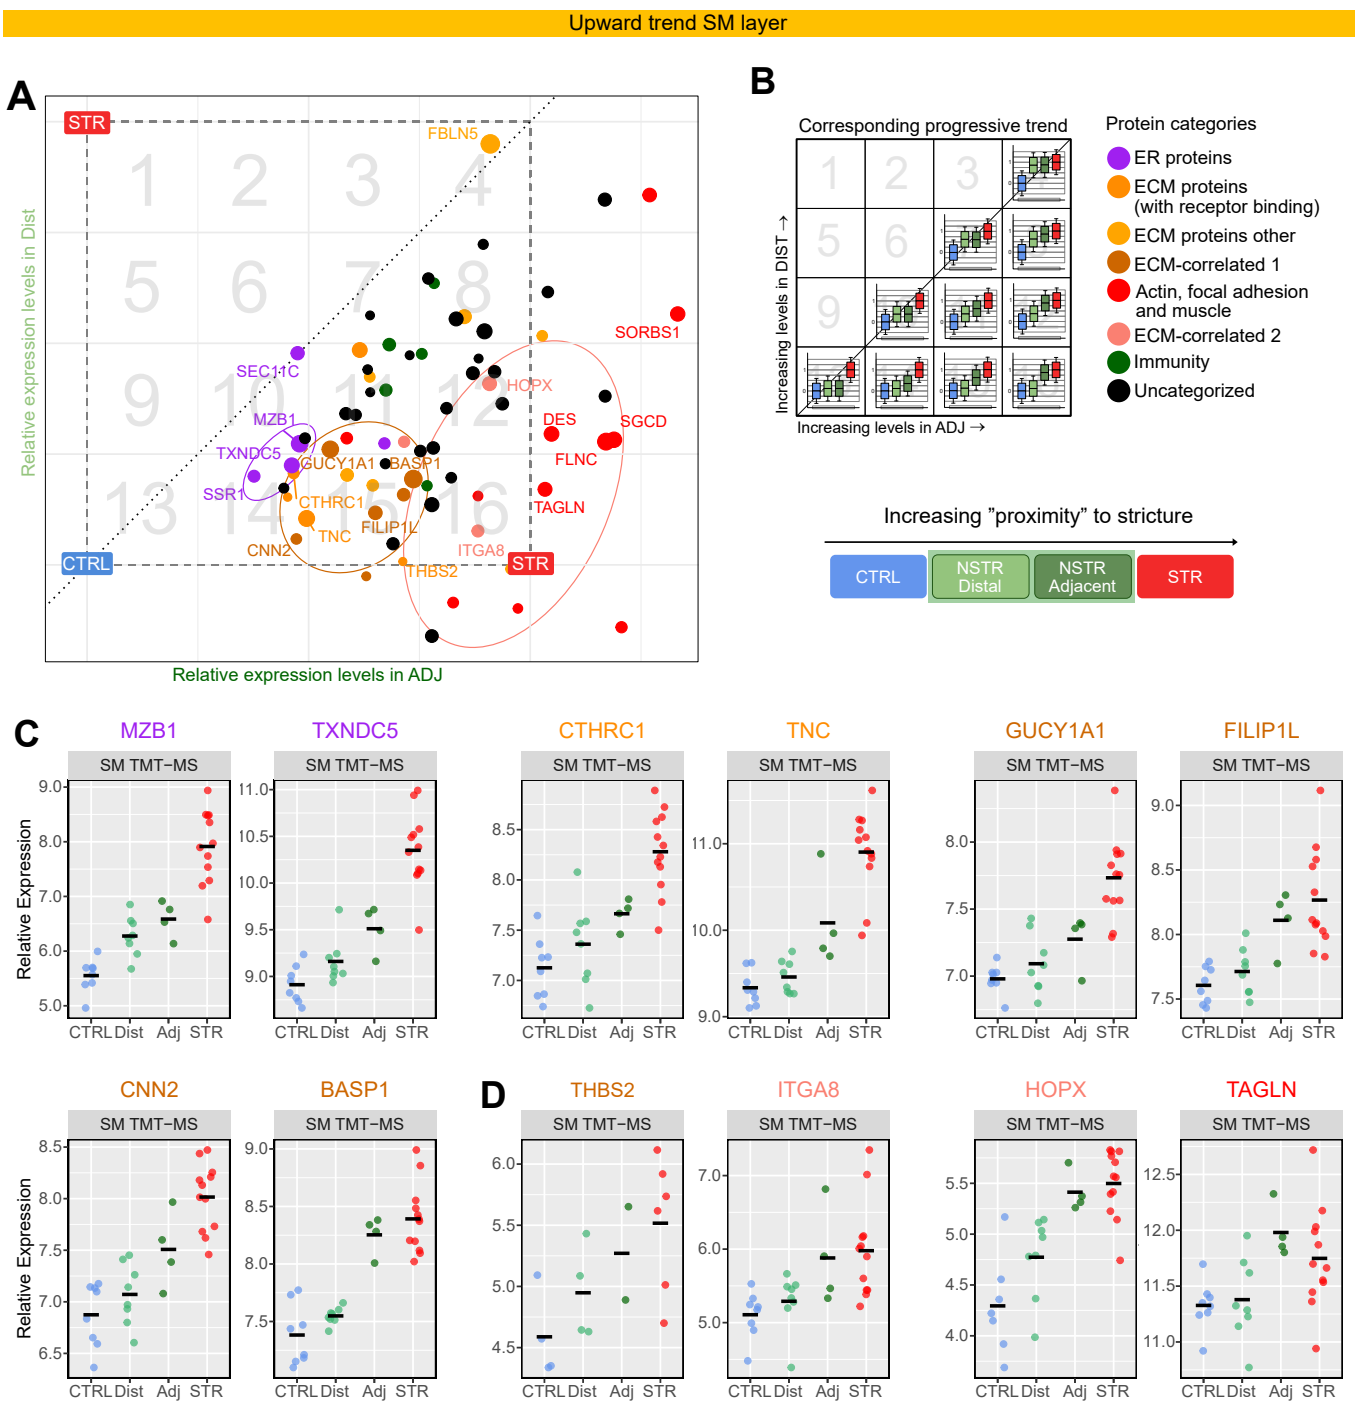 Upward trend SM layer
A
STR
FBLN5
1
2
3
4
5
6
7
8
SORBS1
SEC11C
HOPX
9
10
11
12
MZB1
DES
SGCD
TXNDC5
GUCY1A1
BASP1
FLNC
SSR1
CTHRC1
TAGLN
13
14
15
16
TNC
FILIP1L
CNN2
ITGA8
CTRL
THBS2
STR
Relative expression levels in Dist
Relative expression levels in ADJ
B
Corresponding progressive trend
1
2
3
5
6
9
Increasing levels in DIST →
Increasing levels in ADJ →
Protein categories
ER proteins
ECM proteins
(with receptor binding)
ECM proteins other
ECM-correlated 1
Actin, focal adhesion
and muscle
ECM-correlated 2
Immunity
Uncategorized
Increasing ”proximity” to stricture
CTRL
NSTR
Distal
NSTR
Adjacent
STR
C
MZB1
SM TMT−MS
Relative Expression
9.0
8.0
7.0
6.0
5.0
CTRL Dist Adj STR
TXNDC5
SM TMT−MS
11.0
10.5
10.0
9.5
9.0
CTRL Dist Adj STR
CTHRC1
SM TMT−MS
8.5
8.0
7.5
7.0
CTRL Dist Adj STR
TNC
SM TMT−MS
11.0
10.0
9.0
CTRL Dist Adj STR
GUCY1A1
SM TMT−MS
8.0
7.5
7.0
CTRL Dist Adj STR
FILIP1L
SM TMT−MS
9.0
8.5
8.0
7.5
CTRL Dist Adj STR
CNN2
SM TMT−MS
Relative Expression
8.5
8.0
7.5
7.0
6.5
CTRL Dist Adj STR
BASP1
SM TMT−MS
9.0
8.5
8.0
7.5
CTRL Dist Adj STR
D
THBS2
SM TMT−MS
6.0
5.5
5.0
4.5
CTRL Dist Adj STR
ITGA8
SM TMT−MS
7.0
6.0
5.0
CTRL Dist Adj STR
HOPX
SM TMT−MS
5.5
5.0
4.5
4.0
CTRL Dist Adj STR
TAGLN
SM TMT−MS
12.5
12.0
11.5
11.0
CTRL Dist Adj STR